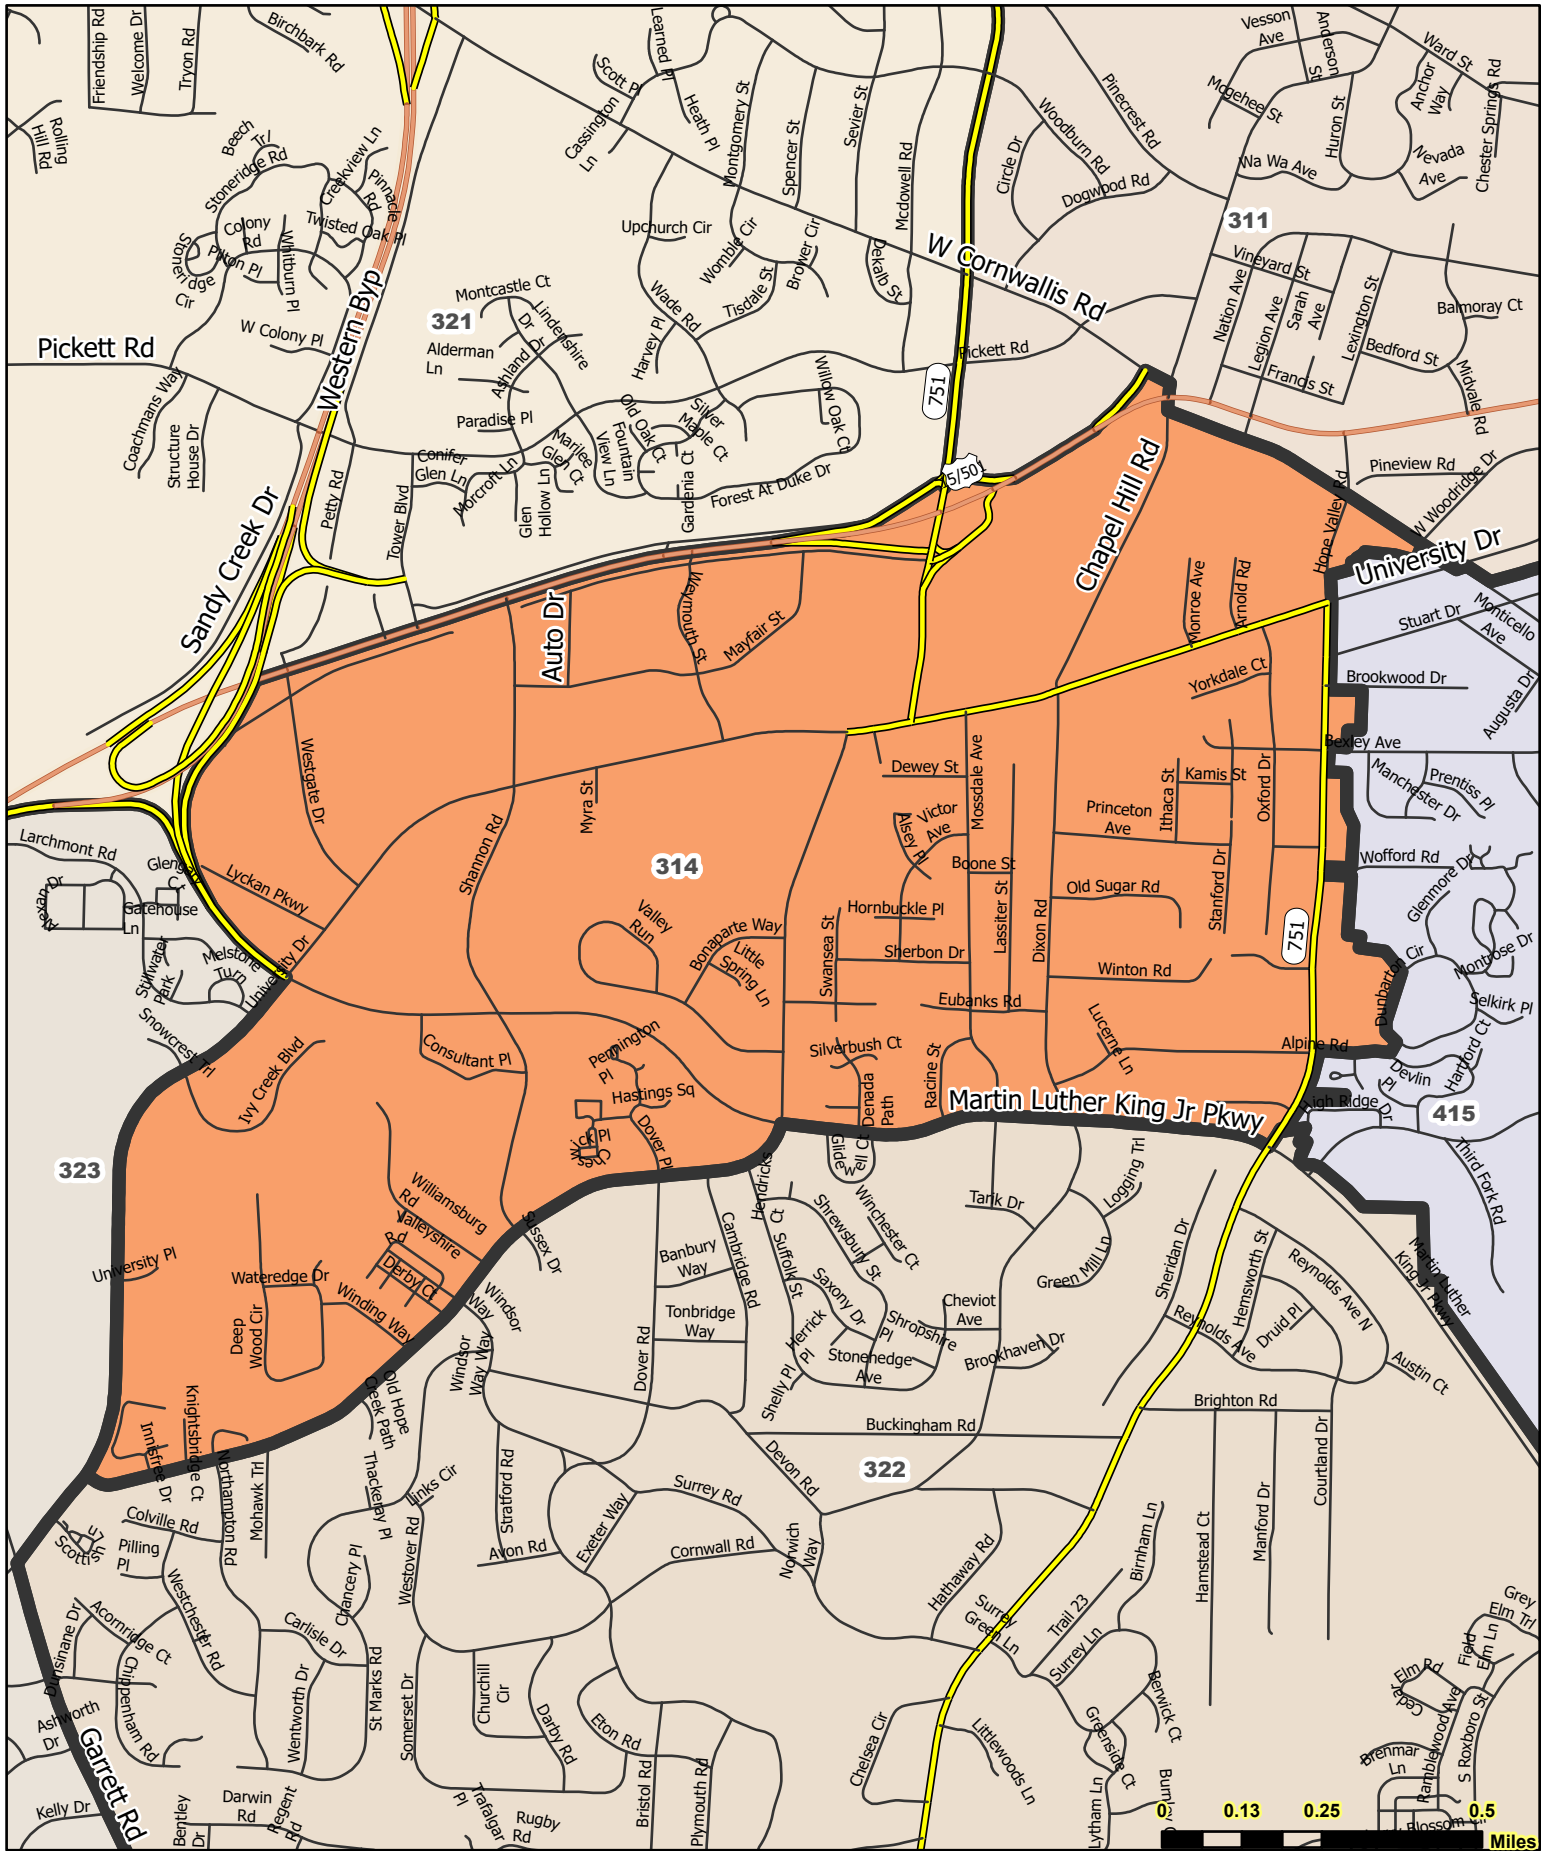 Friendship Rd
Welcome Dr
Tryon Rd
Birchbark Rd
Learned Pl
Scott Pl
Heath Pl
Cassington
Ln
Montgomery St
Spencer St
Sevier St
Mcdowell Rd
Circle Dr
Woodburn Rd
Dogwood Rd
Pinecrest Rd
Vesson
Ave
Anderson
St
Ward St
Mcgehee St
Huron St
Anchor
Way
Chester Springs Rd
Wa Wa Ave
Nevada
Ave
Rolling
Hill Rd
Beech
Trl
Stoneridge Rd
Creekview Ln
Pinnacle
Rd
Twisted Oak Pl
Colony
Rd
Whitburn Pl
Pilton Pl
Stoneridge
Cir
W Colony Pl
Upchurch Cir
Womble Cir
Brower Cir
Tisdale St
Dekalb St
W Cornwallis Rd
311
Vineyard St
Nation Ave
Legion Ave
Sarah
Ave
Lexington St
Francis St
Bedford St
Balmoray Ct
Midvale Rd
Pickett Rd
Western Byp
321
Montcastle Ct
Lindenshire
Dr
Alderman
Ln
Ashland Dr
Wade Rd
Harvey Pl
Paradise Pl
Willow Oak Ct
Pickett Rd
751
Coachmans Way
Structure
House Dr
Conifer
Glen Ln
Morcroft Ln
Marilee
Glen Ct
Glen
Hollow Ln
Old Oak Ct
Fountain
View Ln
Silver
Maple Ct
Gardenia Ct
Forest At Duke Dr
15/501
Petty Rd
Tower Blvd
Sandy Creek Dr
Chapel Hill Rd
Pineview Rd
W Woodridge Dr
Hope Valley Rd
University Dr
Auto Dr
Weymouth St
Mayfair St
Monroe Ave
Arnold Rd
Stuart Dr
Monticello
Ave
Yorkdale Ct
Brookwood Dr
Augusta Dr
Bexley Ave
Westgate Dr
Myra St
Dewey St
Mossdale Ave
Kamis St
Ithaca St
Oxford Dr
Manchester Dr
Prentiss Pl
Victor
Ave
Alsey Pl
Princeton
Ave
Larchmont Rd
Glengary
Ct
Alexan Dr
Gatehouse
Ln
Lyckan Pkwy
Shannon Rd
314
Boone St
Old Sugar Rd
Stanford Dr
Wofford Rd
Glenmore Dr
Hornbuckle Pl
Lassiter St
Dixon Rd
751
Valley
Run
Bonaparte Way
Little
Spring Ln
Swansea St
Sherbon Dr
Winton Rd
Dunbarton Cir
Montrose Dr
Stillwater
Park
Melstone
Turn
University Dr
Eubanks Rd
Selkirk Pl
Snowcrest Trl
Consultant Pl
Pennington
Pl
Silverbush Ct
Lucerne Ln
Alpine Rd
Hartford Ct
Devlin
Pl
Ivy Creek Blvd
Hastings Sq
Denada
Path
Racine St
Martin Luther King Jr Pkwy
High Ridge
Dr
415
Dover Pl
Cheswick Pl
323
Glidewell Ct
Hendricks
Ct
Winchester Ct
Tarik Dr
Logging Trl
Third Fork Rd
Williamsburg
Rd
Valleyshire
Rd
Sussex Dr
Cambridge Rd
Shrewsbury St
University Pl
Derby Ct
Banbury
Way
Suffolk St
Green Mill Ln
Sheridan Dr
Hemsworth St
Reynolds Ave N
Martin Luther
King Jr Pkwy
Wateredge Dr
Winding Way
Windsor
Way
Saxony Dr
Cheviot
Ave
Deep
Wood Cir
Tonbridge
Way
Herrick
Pl
Shropshire
Pl
Reynolds Ave
Druid Pl
Windsor
Way Way
Dover Rd
Stonehedge
Ave
Brookhaven Dr
Austin Ct
Shelly Pl
Old Hope
Creek Path
Knightsbridge Ct
Innisfree Dr
Northampton Rd
Mohawk Trl
Buckingham Rd
Brighton Rd
Thackeray Pl
Links Cir
Stratford Rd
Devon Rd
322
Courtland Dr
Manford Dr
Hamstead Ct
Surrey Rd
Colville Rd
Scottish
Ln
Pilling
Pl
Avon Rd
Exeter Way
Cornwall Rd
Norwich
Way
Birnham Ln
Chancery Pl
Westover Rd
Hathaway Rd
Westchester Rd
Acornridge Ct
Dunsinane Dr
Carlisle Dr
Surrey
Green Ln
Trail 23
Surrey Ln
Grey
Elm Trl
Field
Elm Ln
Chippenham Rd
Wentworth Dr
St Marks Rd
Somerset Dr
Churchill
Cir
Darby Rd
Eton Rd
Berwick Ct
Cedar
Elm Rd
Ashworth
Dr
Garrett Rd
Chelsea Cir
Littlewoods Ln
Greenside Ct
Brenmar
Ln
Ramblewood Ave
S Roxboro St
Kelly Dr
Bentley
Dr
Darwin
Rd
Regent
Rd
Trafalgar
Pl
Rugby
Rd
Bristol Rd
Plymouth Rd
Lytham Ln
Blossom
0 0.13 0.25 0.5
Miles